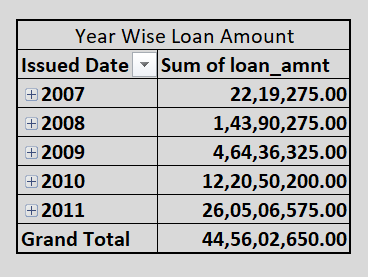 Year Wise Loan Amount
Issued Date Sum of loan_amnt
2007 22,19,275.00
2008 1,43,90,275.00
2009 4,64,36,325.00
2010 12,20,50,200.00
2011 26,05,06,575.00
Grand Total 44,56,02,650.00